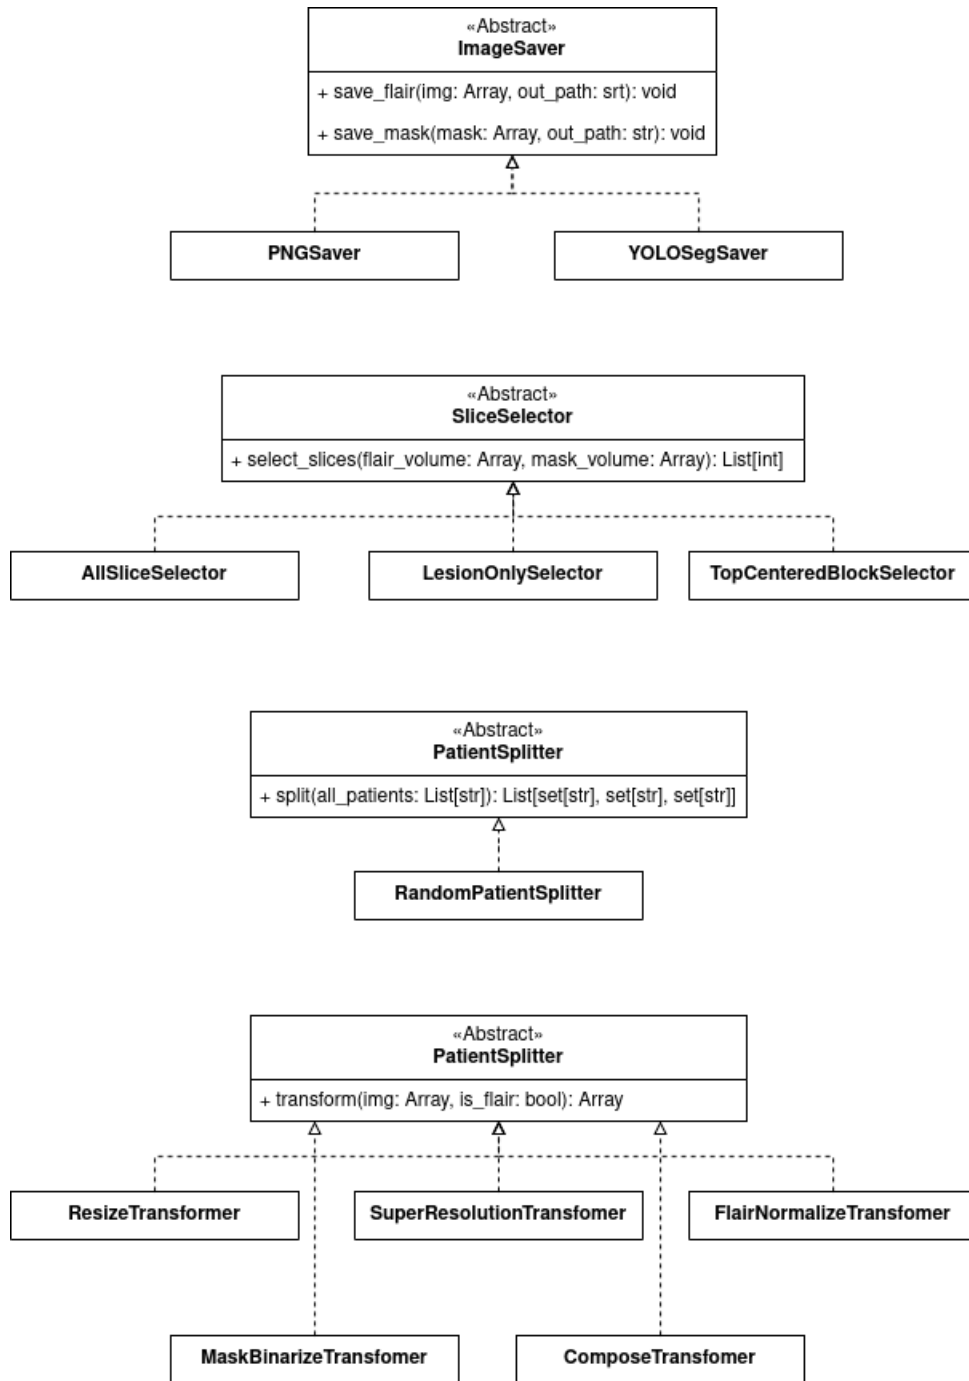 «Abstract»
ImageSaver
+ save_flair(img: Array, out_path: srt): void
+ save_mask(mask: Array, out_path: str): void
PNGSaver
YOLOSegSaver
«Abstract»
SliceSelector
+ select_slices(flair_volume: Array, mask_volume: Array): List[int]
AllSliceSelector
LesionOnlySelector
TopCenteredBlockSelector
«Abstract»
PatientSplitter
+ split(all_patients: List[str]): List[set[str], set[str], set[str]]
RandomPatientSplitter
«Abstract»
PatientSplitter
+ transform(img: Array, is_flair: bool): Array
ResizeTransformer
SuperResolutionTransfomer
FlairNormalizeTransfomer
MaskBinarizeTransfomer
ComposeTransfomer